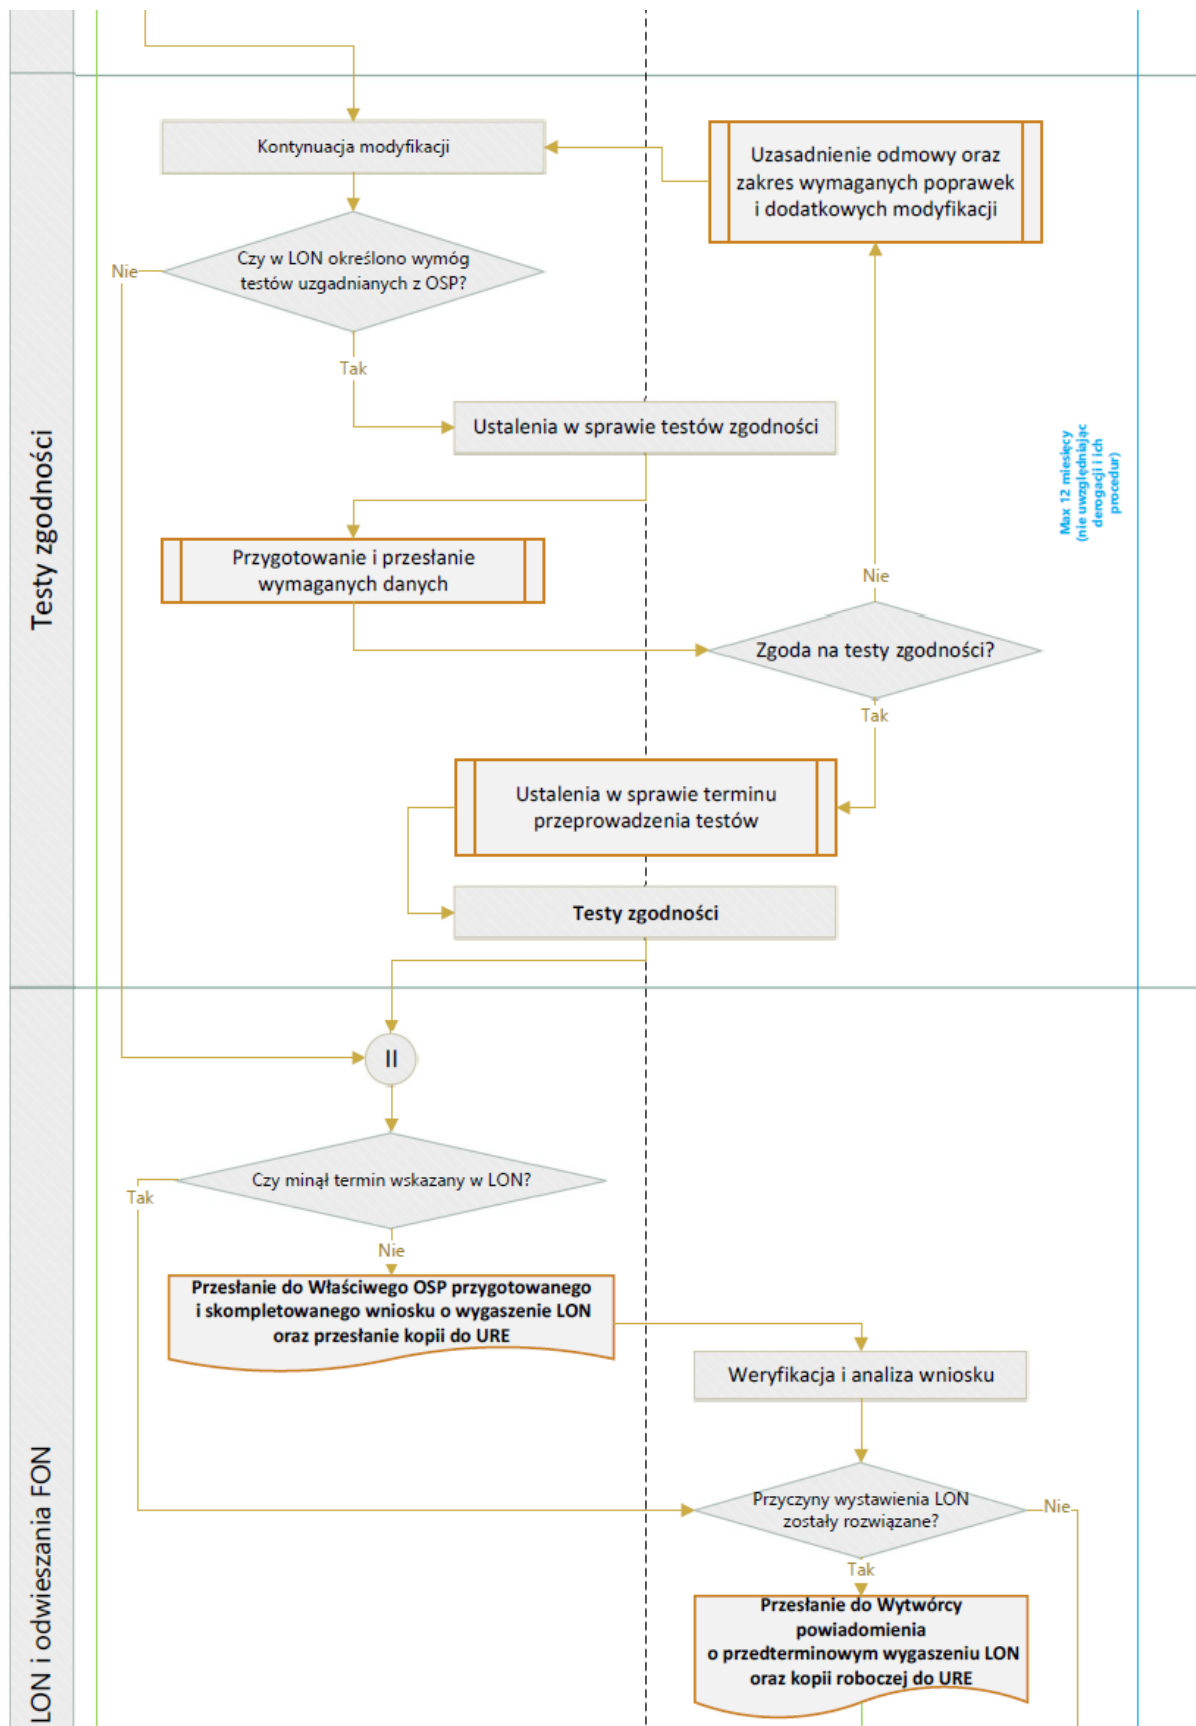 Testy zgodności
Kontynuacja modyfikacji
Uzasadnienie odmowy oraz
zakres wymaganych poprawek
i dodatkowych modyfikacji
Czy w LON określono wymóg
testów uzgadnianych z OSP?
Nie
Tak
Ustalenia w sprawie testów zgodności
Max 12 miesięcy
(nie uwzględniając
derogacji i ich
procedur)
Przygotowanie i przesłanie
wymaganych danych
Nie
Zgoda na testy zgodności?
Tak
Ustalenia w sprawie terminu
przeprowadzenia testów
Testy zgodności
LON i odwieszania FON
II
Czy minął termin wskazany w LON?
Tak
Nie
Przesłanie do Właściwego OSP przygotowanego
i skompletowanego wniosku o wygaszenie LON
oraz przesłanie kopii do URE
Weryfikacja i analiza wniosku
Przyczyny wystawienia LON
zostały rozwiązane?
Nie
Tak
Przesłanie do Wytwórcy
powiadomienia
o przedterminowym wygaszeniu LON
oraz kopii roboczej do URE